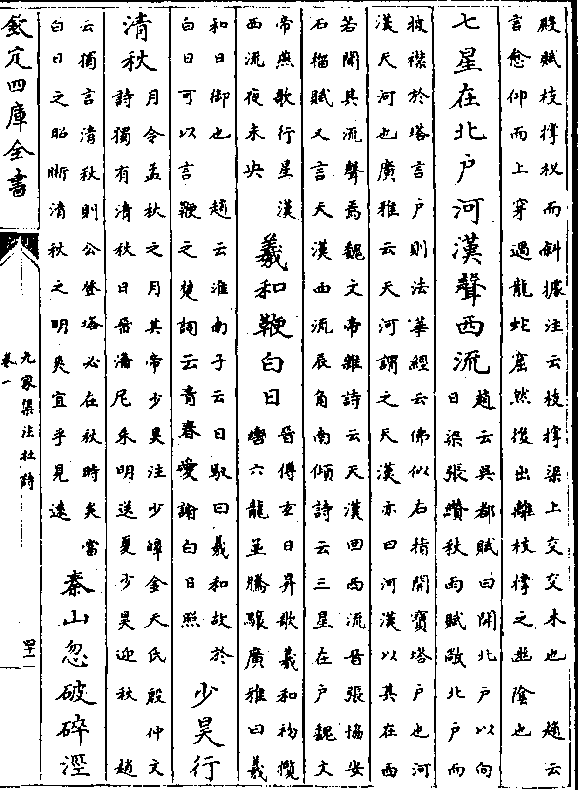 殿賦枝撐杈而斜據注云枝撐梁上交交木也　趙云
言愈仰而上穿過龍蛇窟然後出離枝撐之幽陰也
七星在北戶河漢聲西流
趙云吳都賦曰開北戶以向
日梁張纘秋雨賦敞北戶而
披襟於塔言戶則法華經云佛以右指開寶塔戶也河
漢天河也廣雅云天河謂之天漢亦曰河漢以其在西
若聞其流聲焉魏文帝雜詩云天漢回西流晉張協安
石榴賦又言天漢西流辰角南傾詩云三星在戶魏文
帝燕歌行星漢
西流夜未央
羲和鞭白日
晉傅玄日昇歌羲和初攬
轡六龍並騰驤廣雅曰羲
和日御也　趙云淮南子云日馭曰羲和故於
白日可以言鞭之楚詞云青春受謝白日照
少昊行
清秋
月令孟秋之月其帝少昊注少皥金天氏殷仲文
詩獨有清秋日晉潘尼朱明送夏少昊迎秋　趙
云獨言清秋則公登塔必在秋時矣當
白日之昭晰清秋之明爽宜乎見遠
秦山忽破碎涇
欽定四庫全書
九家集注杜詩
卷一
四十一